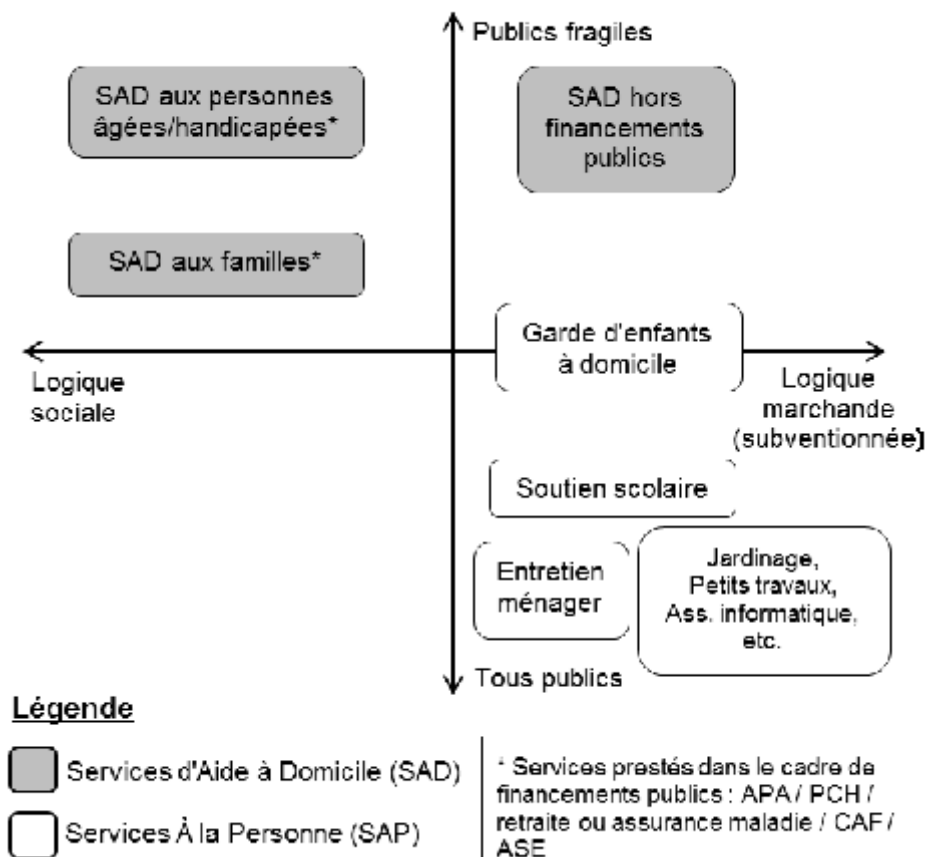 Publics fragiles
SAD aux personnes
âgées/handicapées*
SAD hors
financements
publics
SAD aux familles*
Garde d'enfants
à domicile
Logique
sociale
Logique
marchande
(subventionnée)
Soutien scolaire
Entretien
ménager
Jardinage,
Petits travaux,
Ass. informatique,
etc.
Tous publics
Légende
Services d'Aide à Domicile (SAD)
Services À la Personne (SAP)
* Services prestés dans le cadre de
financements publics : APA / PCH /
retraite ou assurance maladie / CAF /
ASE